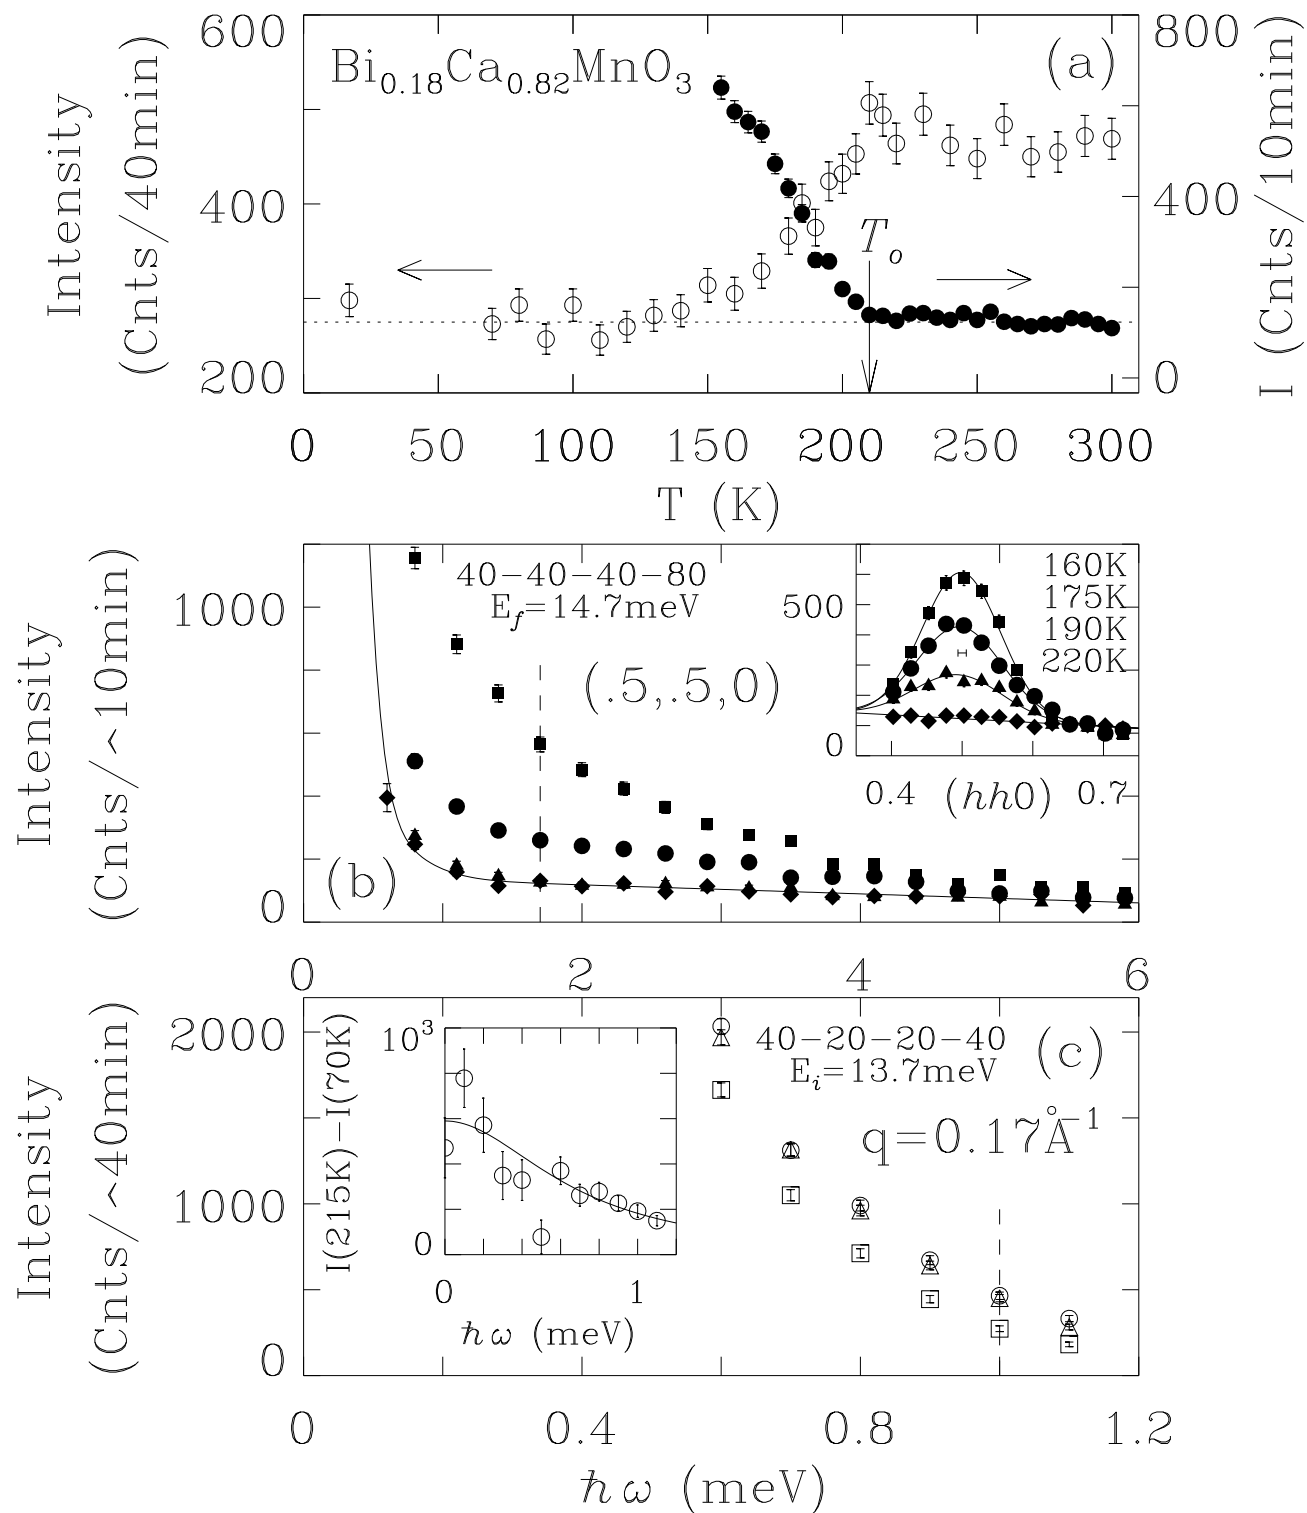 Bi0.18Ca0.82MnO3
(a)
600
400
200
Intensity
(Cnts/40min)
800
400
0
I (Cnts/10min)
To
0 50 100 150 200 250 300
T (K)
40-40-40-80
Ef=14.7meV
(.5,.5,0)
(b)
1000
0
Intensity
(Cnts/~10min)
500
0
160K
175K
190K
220K
0.4 (hh0) 0.7
0 2 4 6
40-20-20-40
Ei=13.7meV
(c)
q=0.17Å⁻¹
2000
1000
0
Intensity
(Cnts/~40min)
10³
0
I(215K)-I(70K)
0 1
ħω (meV)
0 0.4 0.8 1.2
ħω (meV)